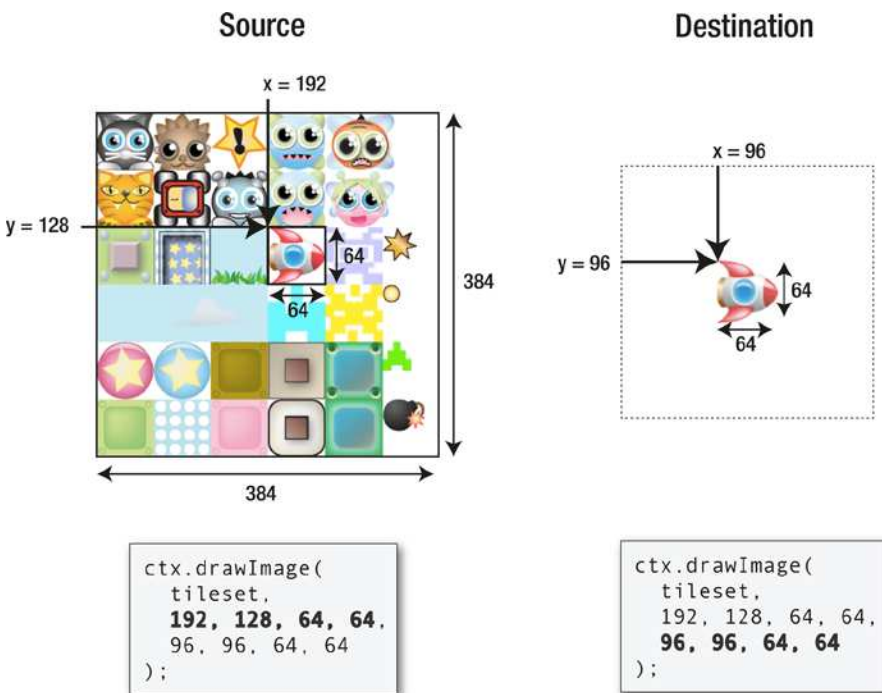 Source
Destination
x = 192
y = 128
64
64
384
384
x = 96
y = 96
64
64
ctx.drawImage(
tileset,
192, 128, 64, 64,
96, 96, 64, 64
);
ctx.drawImage(
tileset,
192, 128, 64, 64,
96, 96, 64, 64
);